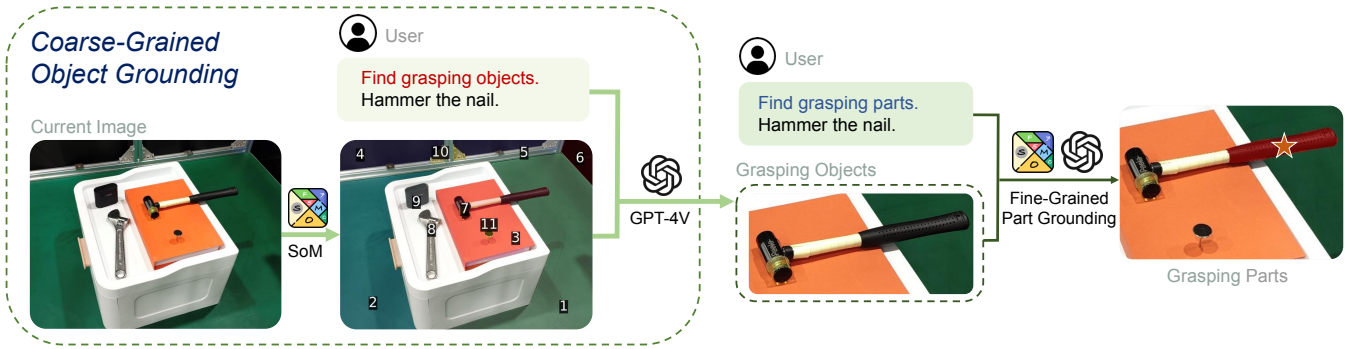 Coarse-Grained
Object Grounding
User
Find grasping objects.
Hammer the nail.
Current Image
SoM
4
10
5
6
9
7
8
11
3
2
1
GPT-4V
User
Find grasping parts.
Hammer the nail.
Grasping Objects
S
M
O
Fine-Grained
Part Grounding
Grasping Parts